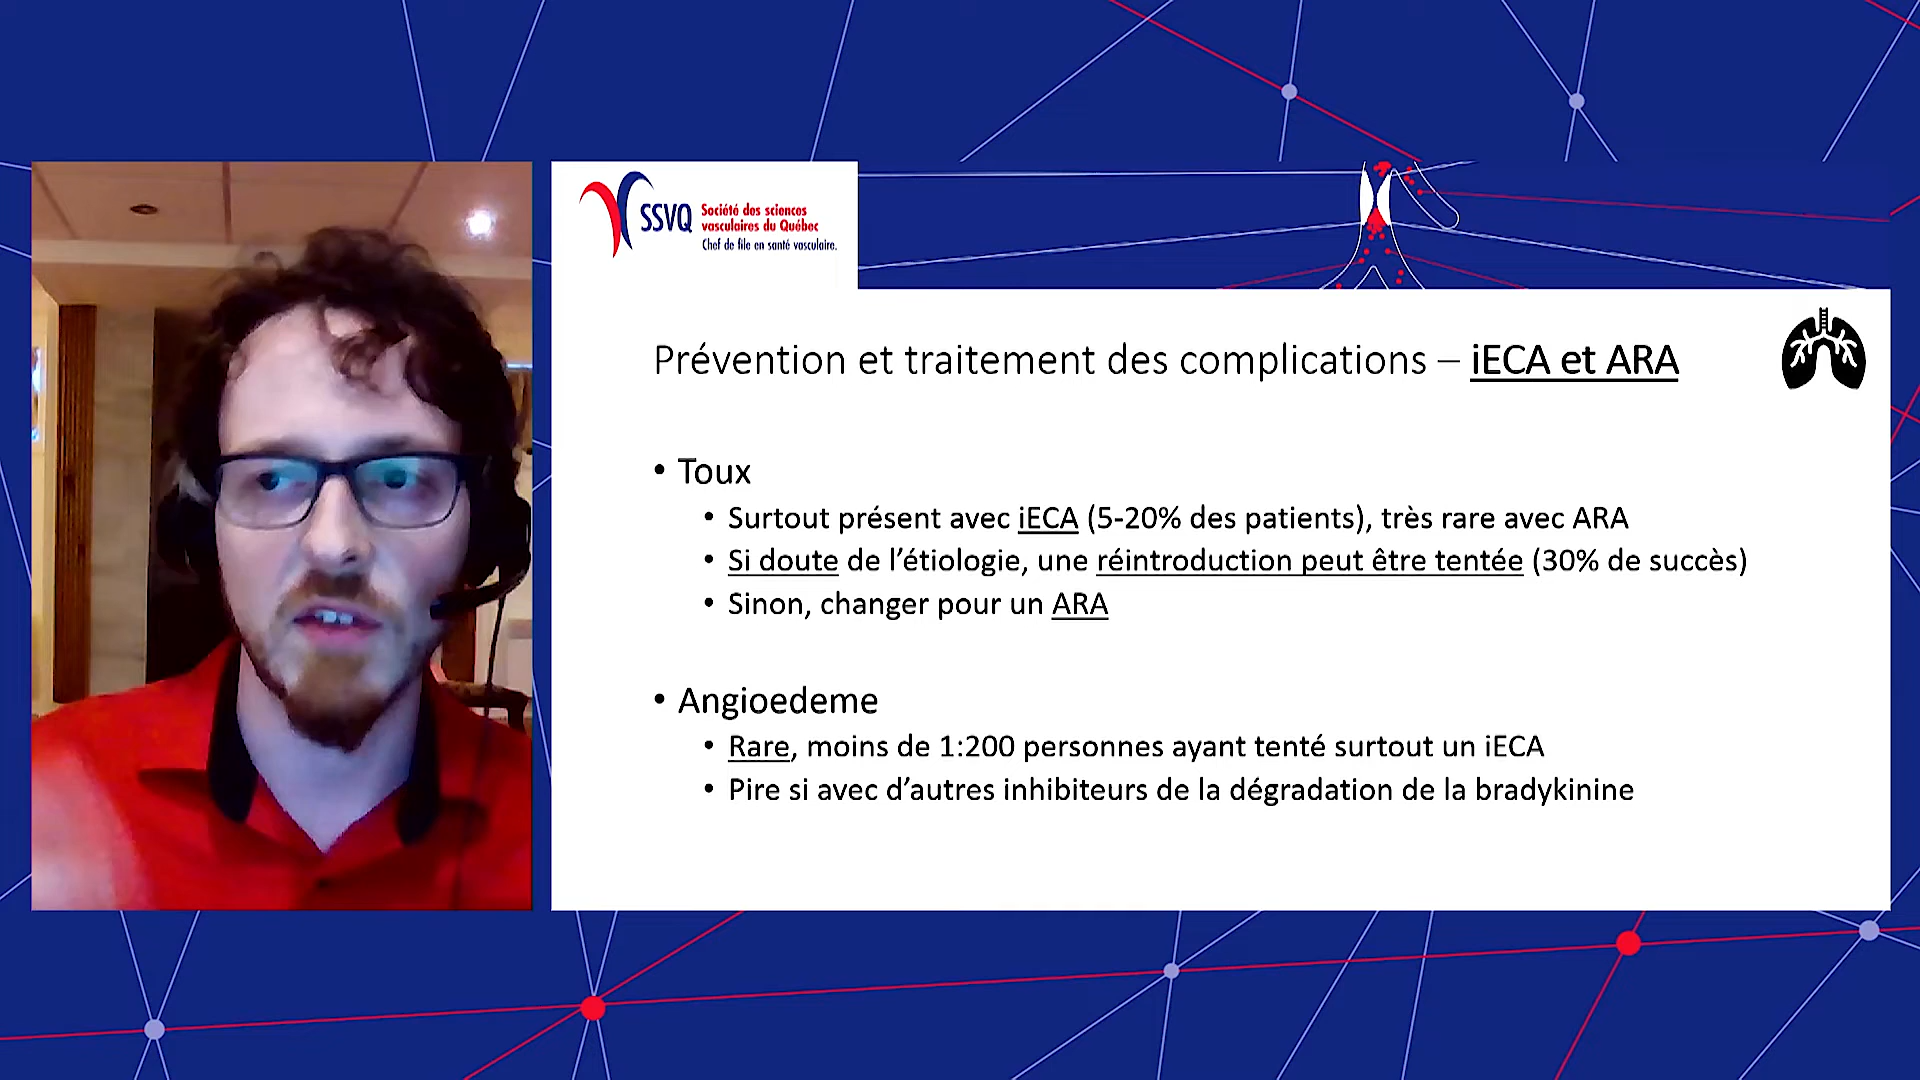 SSVQ
Société des sciences
vasculaires du Québec
Chef de file en santé vasculaire.
Prévention et traitement des complications – iECA et ARA
• Toux
• Surtout présent avec iECA (5-20% des patients), très rare avec ARA
• Si doute de l’étiologie, une réintroduction peut être tentée (30% de succès)
• Sinon, changer pour un ARA
• Angioedeme
• Rare, moins de 1:200 personnes ayant tenté surtout un iECA
• Pire si avec d’autres inhibiteurs de la dégradation de la bradykinine